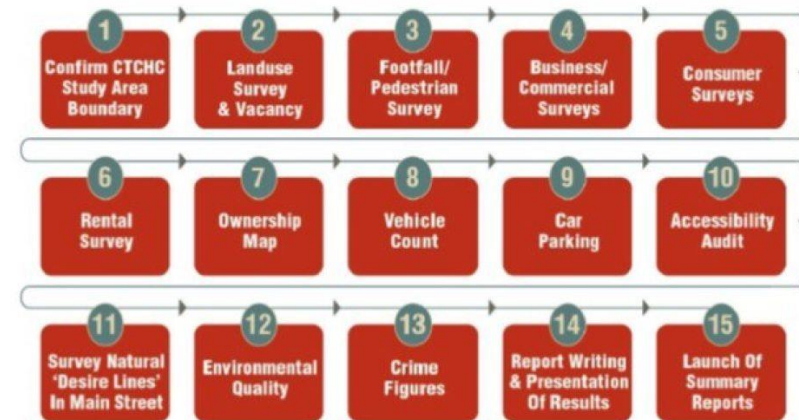 1
Confirm CTCHC
Study Area
Boundary
2
Landuse
Survey
& Vacancy
3
Footfall/
Pedestrian
Survey
4
Business/
Commercial
Surveys
5
Consumer
Surveys
6
Rental
Survey
7
Ownership
Map
8
Vehicle
Count
9
Car
Parking
10
Accessibility
Audit
11
Survey Natural
'Desire Lines'
In Main Street
12
Environmental
Quality
13
Crime
Figures
14
Report Writing
& Presentation
Of Results
15
Launch Of
Summary
Reports